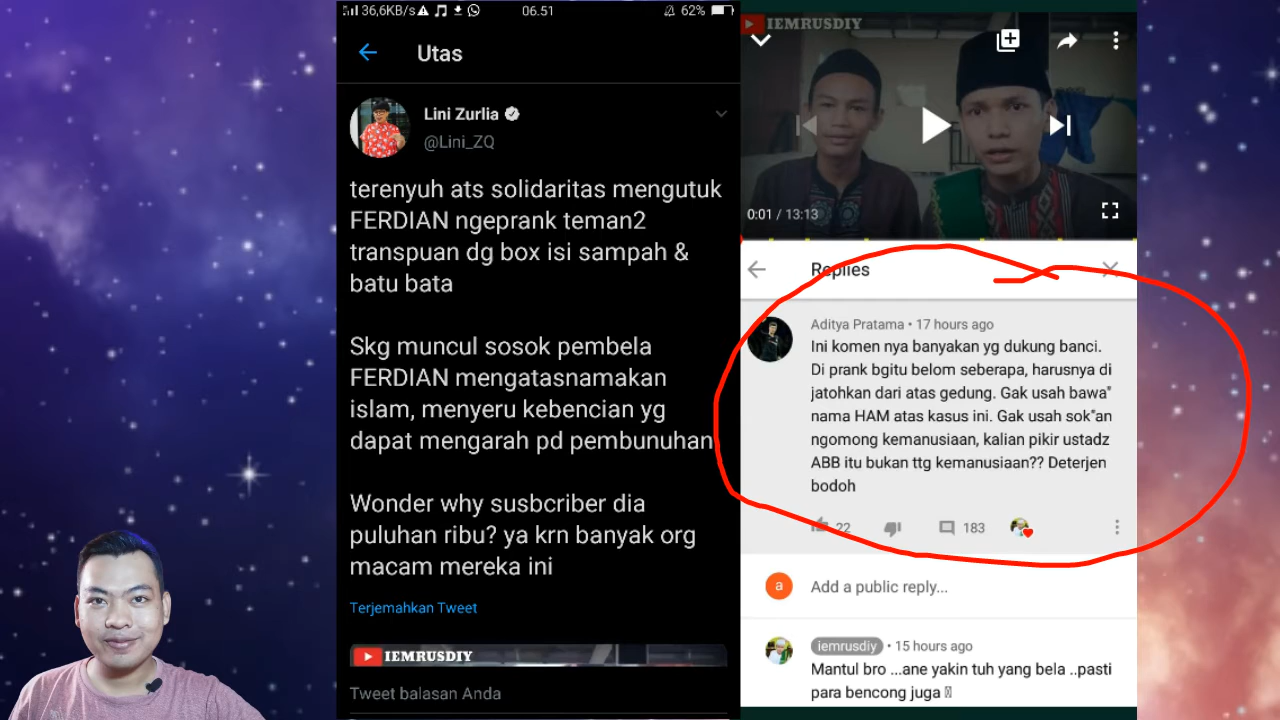 36,6KB/s
06.51
62%
Utas
Lini Zurlia
@Lini_ZQ
terenyuh ats solidaritas mengutuk
FERDIAN ngeprank teman2
transpuan dg box isi sampah &
batu bata
Skg muncul sosok pembela
FERDIAN mengatasnamakan
islam, menyeru kebencian yg
dapat mengarah pd pembunuhan
Wonder why susbcriber dia
puluhan ribu? ya krn banyak org
macam mereka ini
Terjemahkan Tweet
IEMRUSDIY
Tweet balasan Anda
IEMRUSDIY
0:01 / 13:13
Replies
Aditya Pratama • 17 hours ago
Ini komen nya banyakan yg dukung banci.
Di prank bgitu belom seberapa, harusnya di
jatohkan dari atas gedung. Gak usah bawa"
nama HAM atas kasus ini. Gak usah sok"an
ngomong kemanusiaan, kalian pikir ustadz
ABB itu bukan ttg kemanusiaan?? Deterjen
bodoh
22
183
a
Add a public reply...
iemrusdiy • 15 hours ago
Mantul bro ...ane yakin tuh yang bela ..pasti
para bencong juga